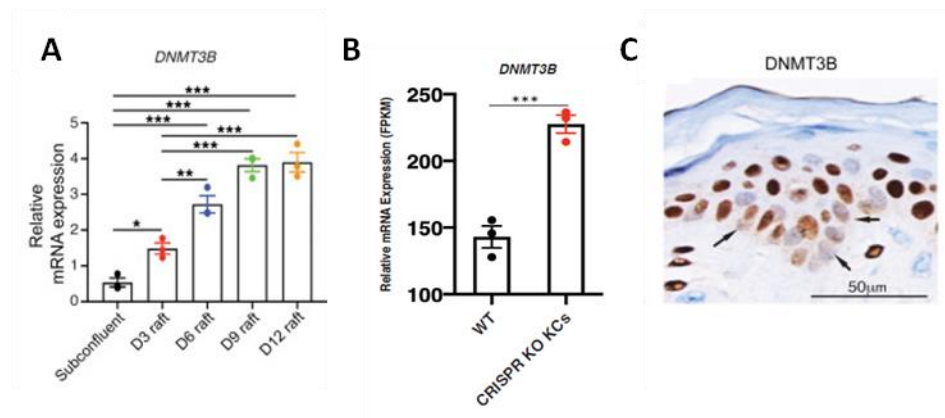 A
DNMT3B
***
***
***
***
***
**
*
5
4
3
2
1
0
Relative
mRNA expression
Subconfluent
D3 raft
D6 raft
D9 raft
D12 raft
B
DNMT3B
***
250
200
150
100
Relative mRNA Expression (FPKM)
WT
CRISPR KO KCs
C
DNMT3B
50μm